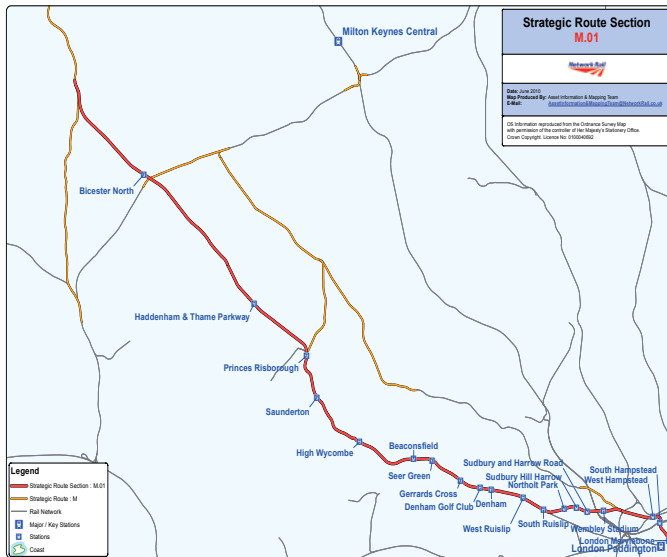 Strategic Route Section
M.01
Network Rail
Date: June 2010
Map Produced By: Asset Information & Mapping Team
E-Mail: AssetInformation&MappingTeam@NetworkRail.co.uk
OS Information reproduced from the Ordnance Survey Map
with permission of the controller of Her Majesty's Stationery Office.
Crown Copyright. Licence No: 0100040692
Milton Keynes Central
Bicester North
Haddenham & Thame Parkway
Princes Risborough
Saunderton
High Wycombe
Beaconsfield
Seer Green
Gerrards Cross
Denham Golf Club
Denham
West Ruislip
South Ruislip
Northolt Park
Sudbury Hill Harrow
Sudbury and Harrow Road
Wembley Stadium
South Hampstead
West Hampstead
London Marylebone
London Paddington
Legend
Strategic Route Section : M.01
Strategic Route : M
Rail Network
Major / Key Stations
Stations
Coast